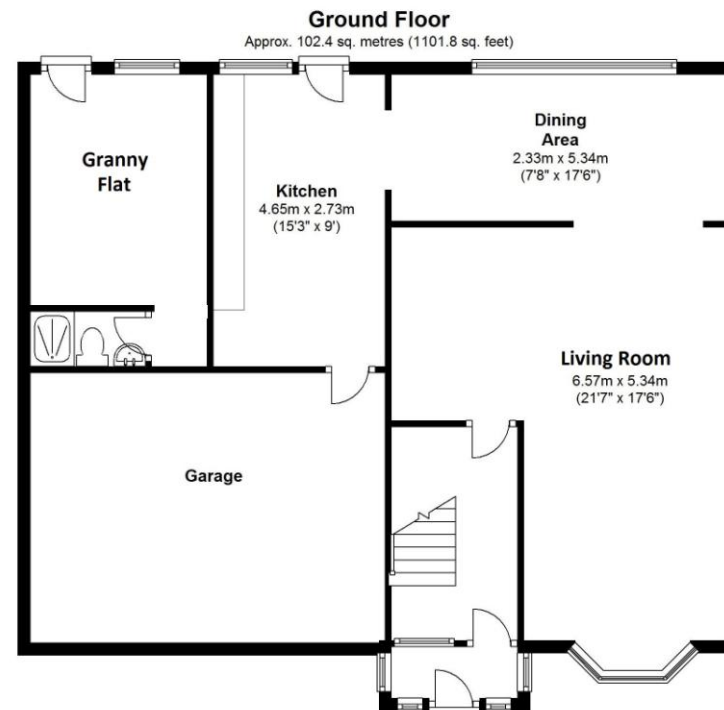 Ground Floor
Approx. 102.4 sq. metres (1101.8 sq. feet)
Granny
Flat
Kitchen
4.65m x 2.73m
(15'3" x 9')
Dining
Area
2.33m x 5.34m
(7'8" x 17'6")
Living Room
6.57m x 5.34m
(21'7" x 17'6")
Garage